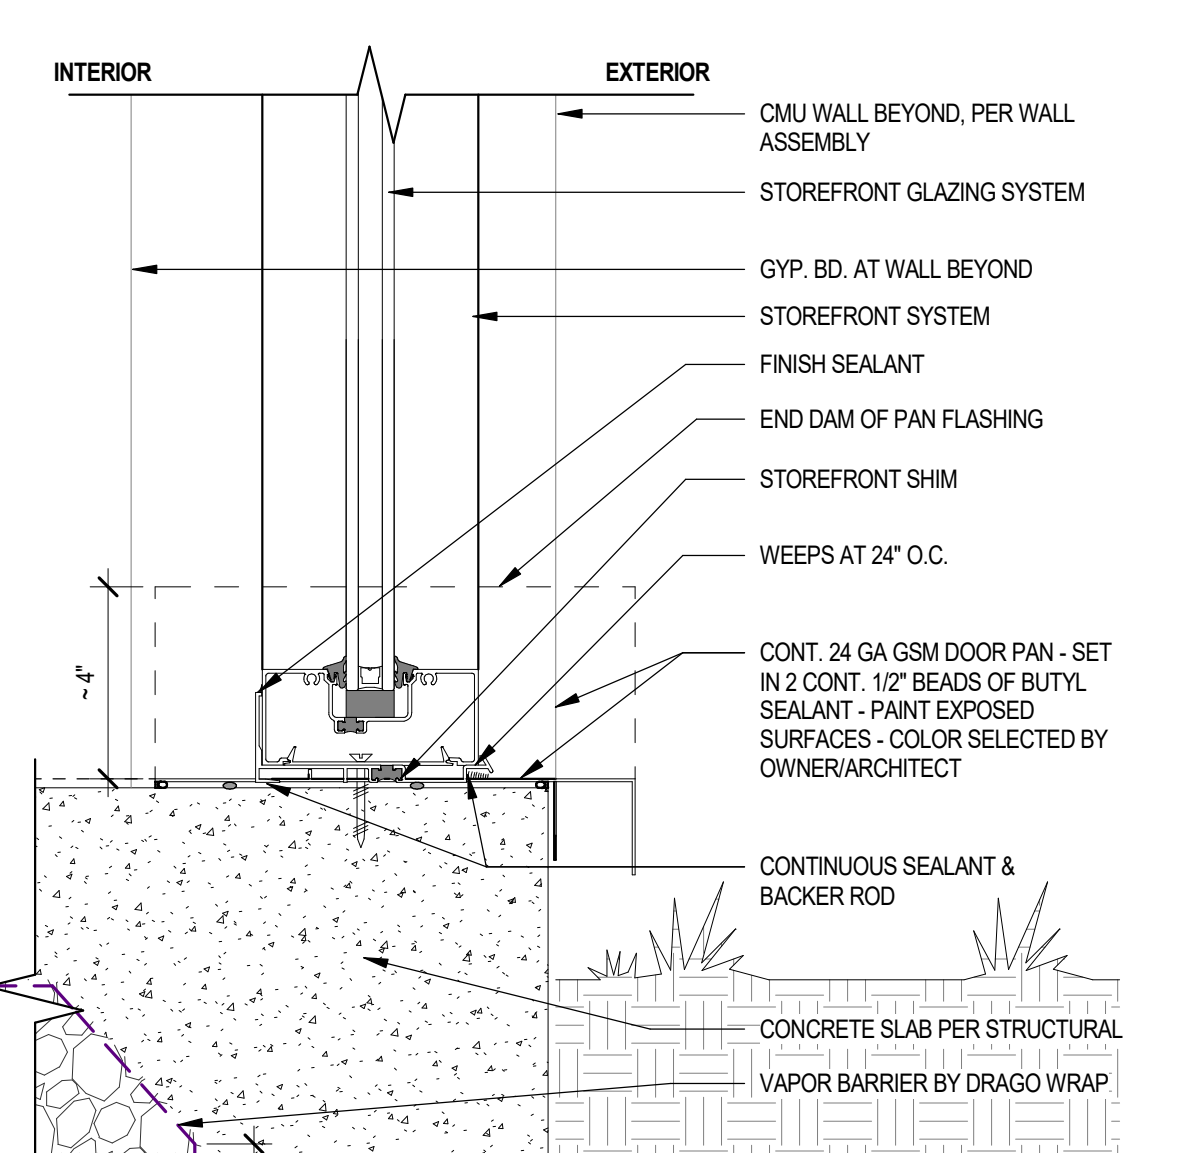 INTERIOR
EXTERIOR
CMU WALL BEYOND, PER WALL
ASSEMBLY
STOREFRONT GLAZING SYSTEM
GYP. BD. AT WALL BEYOND
STOREFRONT SYSTEM
FINISH SEALANT
END DAM OF PAN FLASHING
STOREFRONT SHIM
WEEPS AT 24" O.C.
~ 4"
CONT. 24 GA GSM DOOR PAN - SET
IN 2 CONT. 1/2" BEADS OF BUTYL
SEALANT - PAINT EXPOSED
SURFACES - COLOR SELECTED BY
OWNER/ARCHITECT
CONTINUOUS SEALANT &
BACKER ROD
CONCRETE SLAB PER STRUCTURAL
VAPOR BARRIER BY DRAGO WRAP